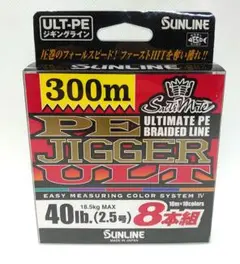 ULT-PE
ジギングライン
SUNLINE
圧巻のフォールスピード!ファーストHITを奪い獲れ!!
300m
SaltiMate
ULTIMATE PE
BRAIDED LINE
PE
JIGGER
ULT
EASY MEASURING COLOR SYSTEM IV
10m×10colors
18.5kg MAX
40lb.(2.5号)
8本組
SUNLINE
MADE IN JAPAN